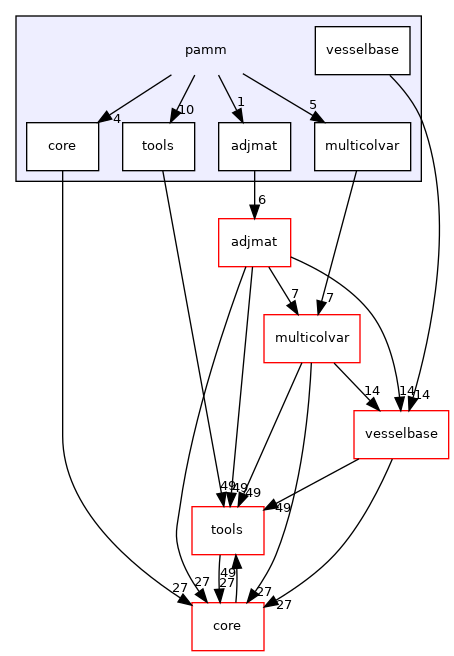 pamm
vesselbase
4
10
1
5
core
tools
adjmat
multicolvar
6
adjmat
7
7
multicolvar
14
14
14
vesselbase
49
49
49
49
tools
49
27
27
27
27
27
core